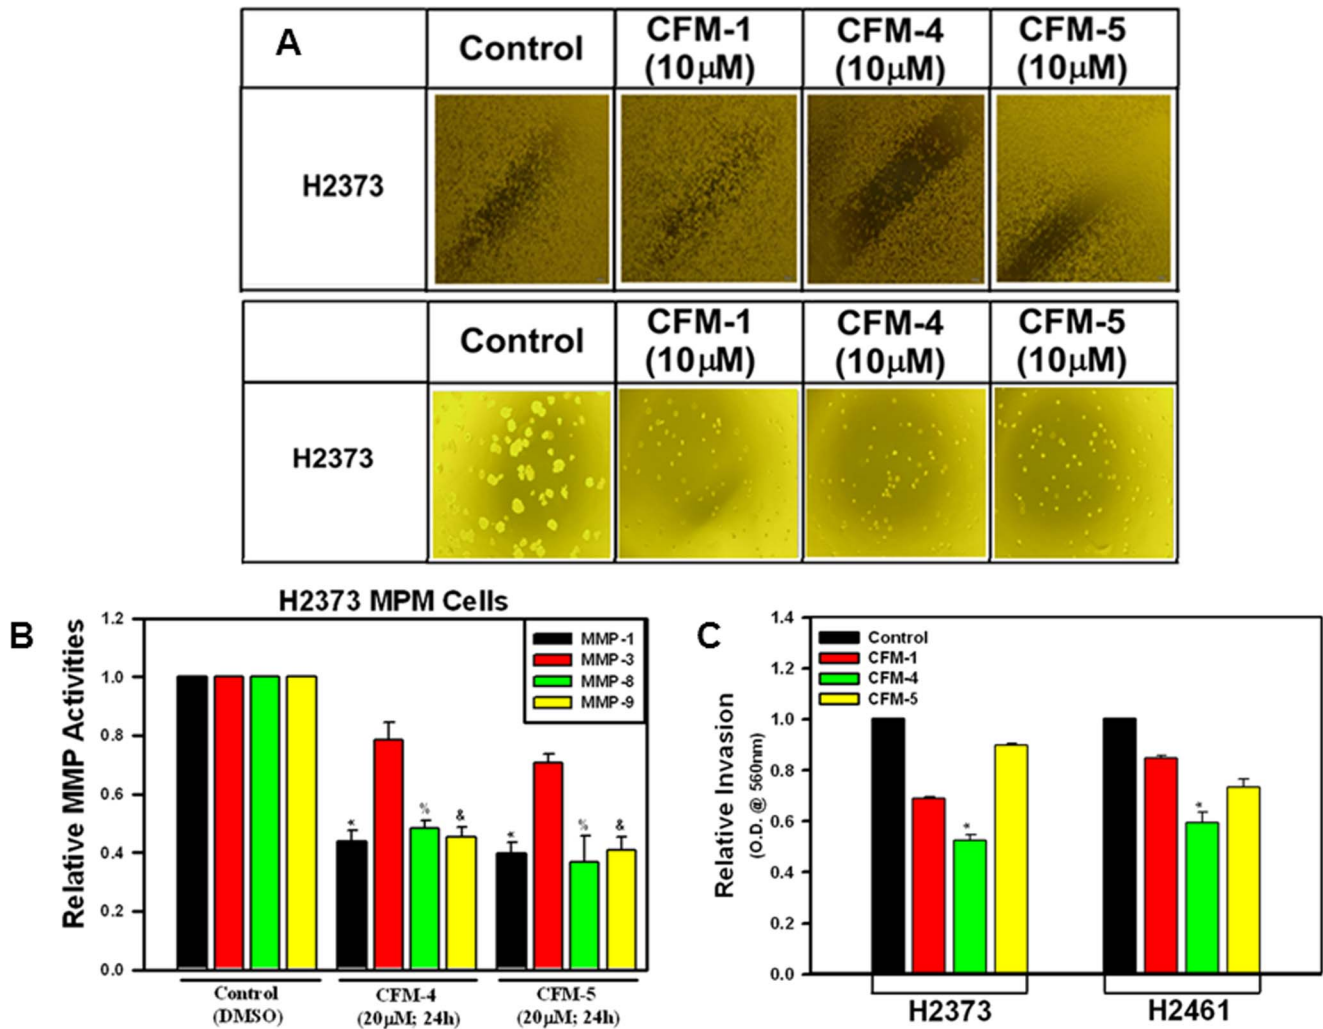 A
Control
CFM-1
(10µM)
CFM-4
(10µM)
CFM-5
(10µM)
H2373
Control
CFM-1
(10µM)
CFM-4
(10µM)
CFM-5
(10µM)
H2373
B
H2373 MPM Cells
Relative MMP Activities
1.2
1.0
0.8
0.6
0.4
0.2
0.0
MMP-1
MMP-3
MMP-8
MMP-9
* % &
* % &
Control
(DMSO)
CFM-4
(20µM; 24h)
CFM-5
(20µM; 24h)
C
Relative Invasion
(O.D. @ 560nm)
1.4
1.2
1.0
0.8
0.6
0.4
0.2
0.0
Control
CFM-1
CFM-4
CFM-5
*
*
H2373
H2461